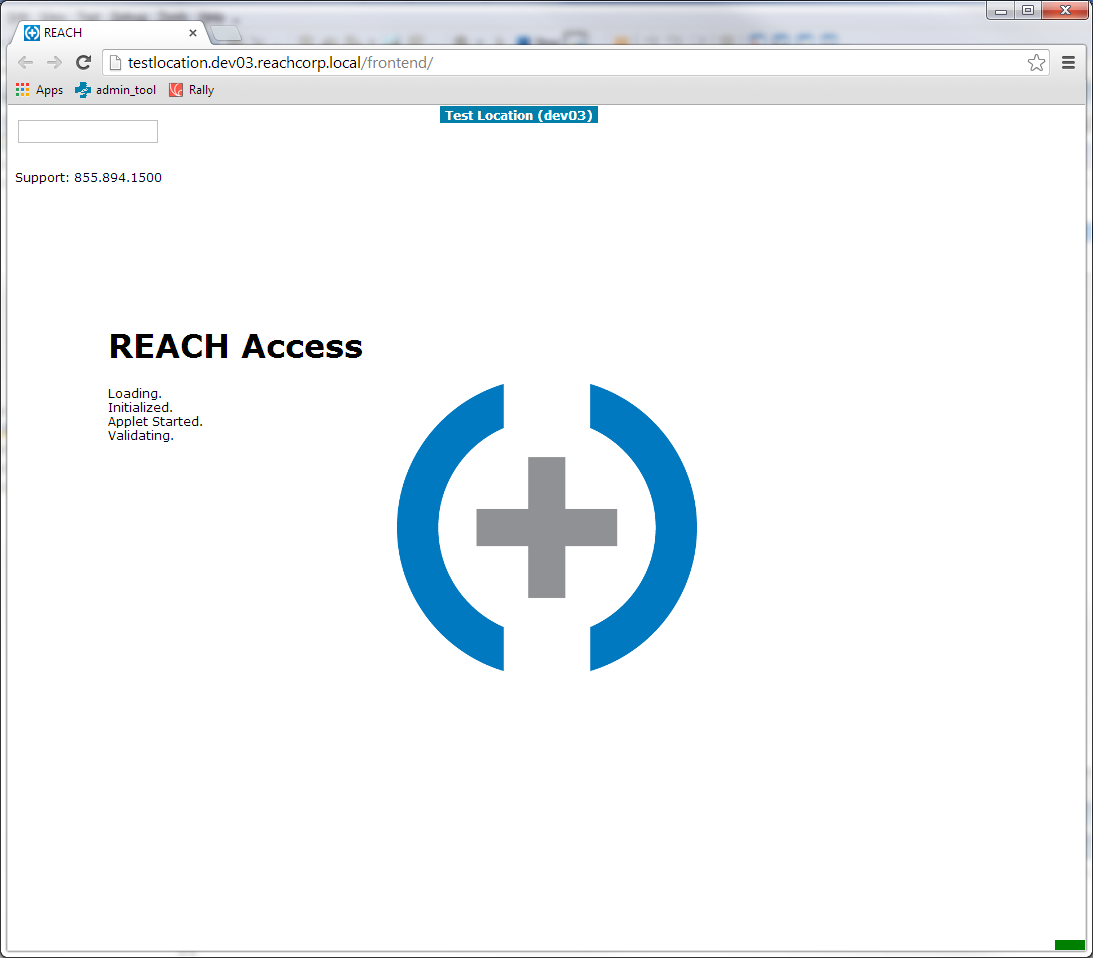 REACH
testlocation.dev03.reachcorp.local/frontend/
Apps admin_tool Rally
Test Location (dev03)
Support: 855.894.1500
REACH Access
Loading.
Initialized.
Applet Started.
Validating.